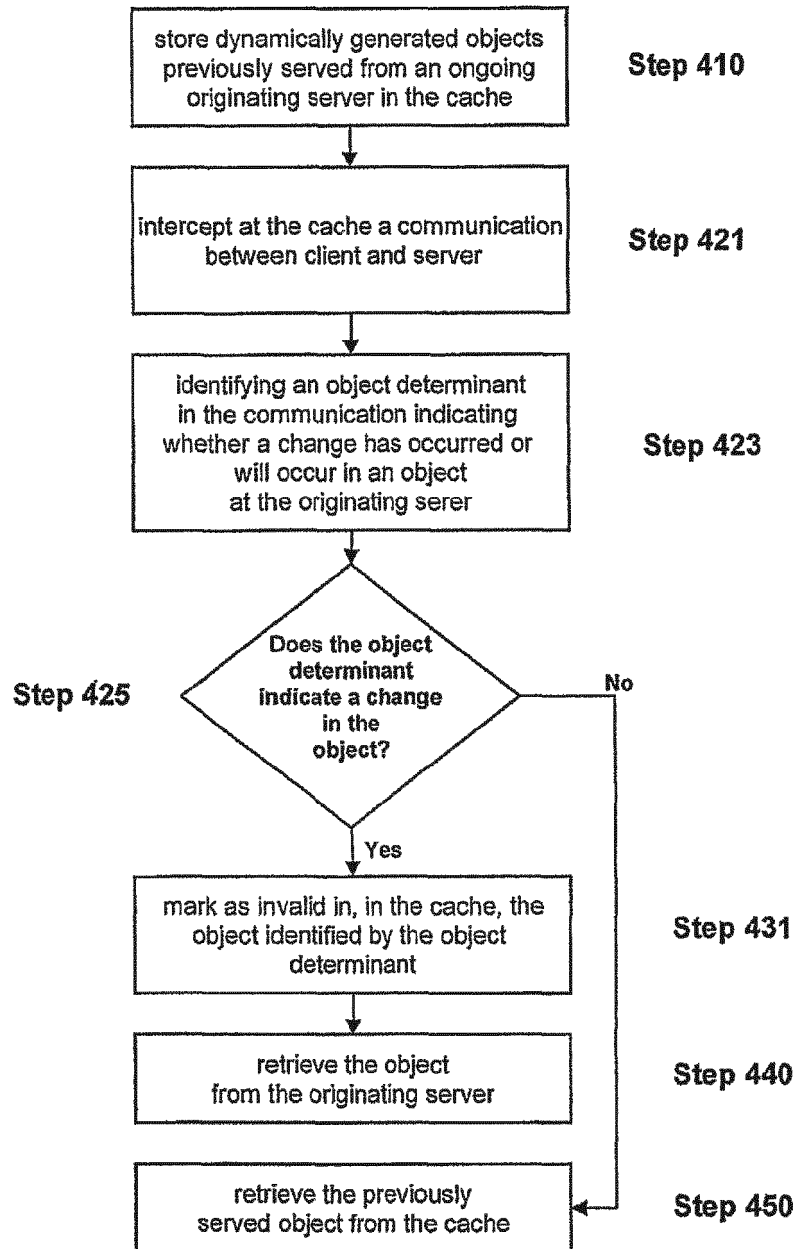 store dynamically generated objects
previously served from an ongoing
originating server in the cache
Step 410
intercept at the cache a communication
between client and server
Step 421
identifying an object determinant
in the communication indicating
whether a change has occurred or
will occur in an object
at the originating serer
Step 423
Does the object
determinant
indicate a change
in the
object?
Step 425
No
Yes
mark as invalid in, in the cache, the
object identified by the object
determinant
Step 431
retrieve the object
from the originating server
Step 440
retrieve the previously
served object from the cache
Step 450